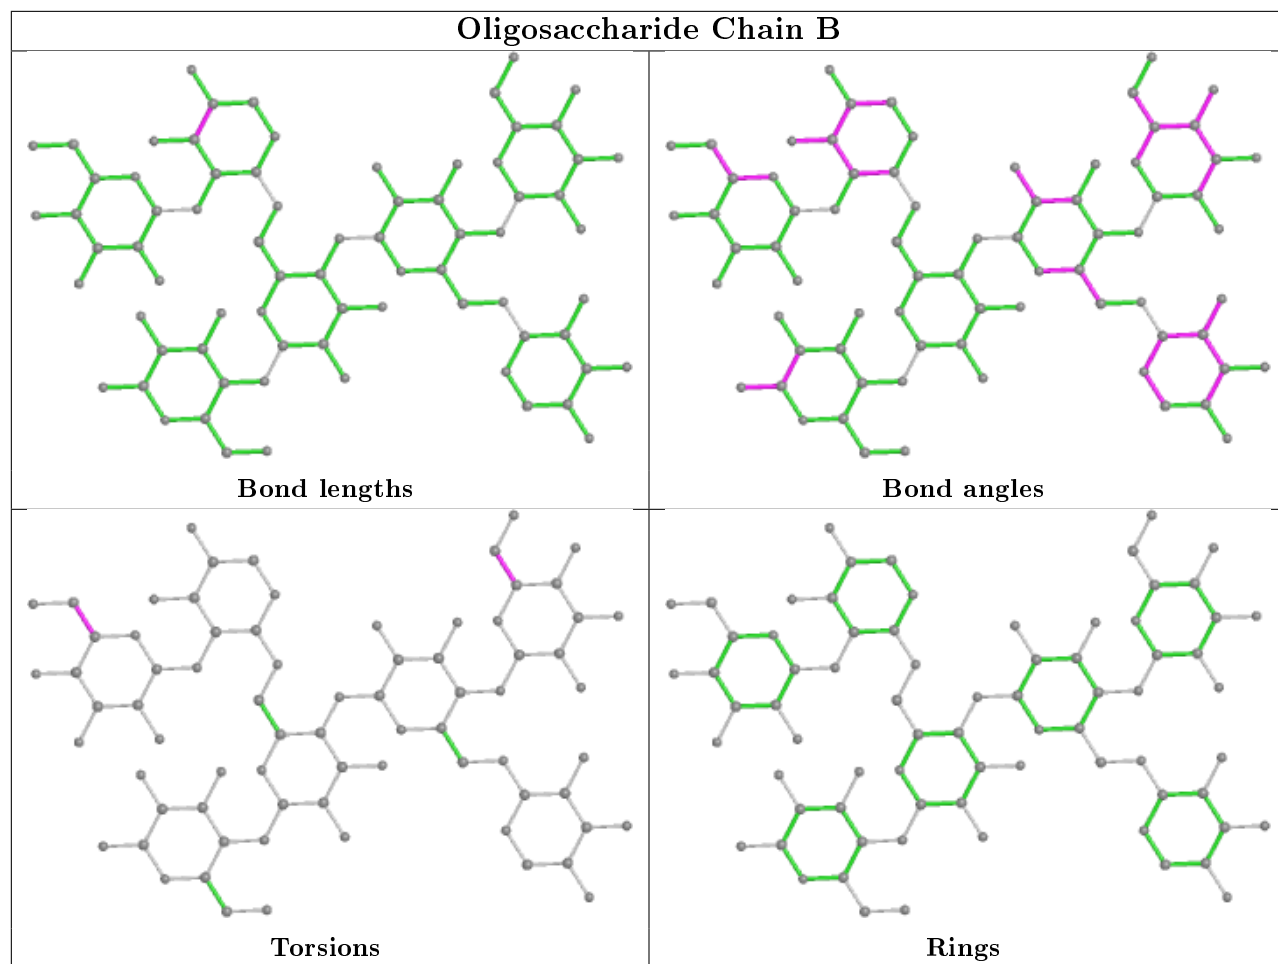 Oligosaccharide Chain B
Bond lengths
Bond angles
Torsions
Rings